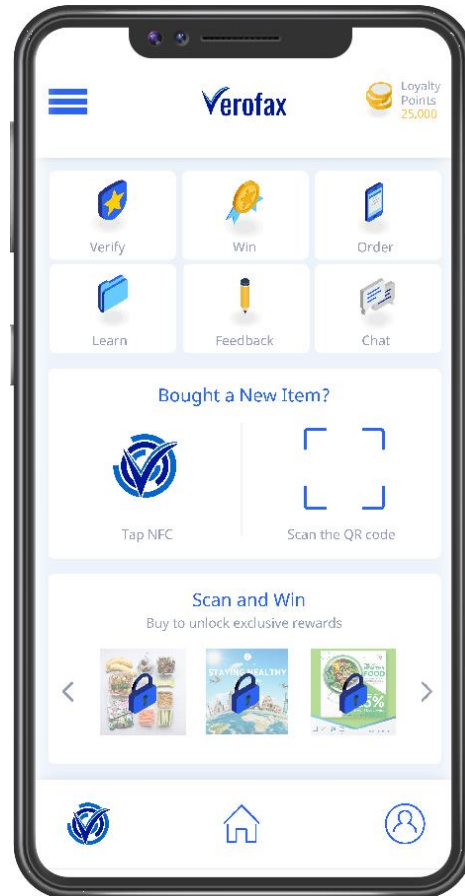 Verofax
Loyalty
Points
25,000
Verify
Win
Order
Learn
Feedback
Chat
Bought a New Item?
Tap NFC
Scan the QR code
Scan and Win
Buy to unlock exclusive rewards
STAYING HEALTHY
FOOD